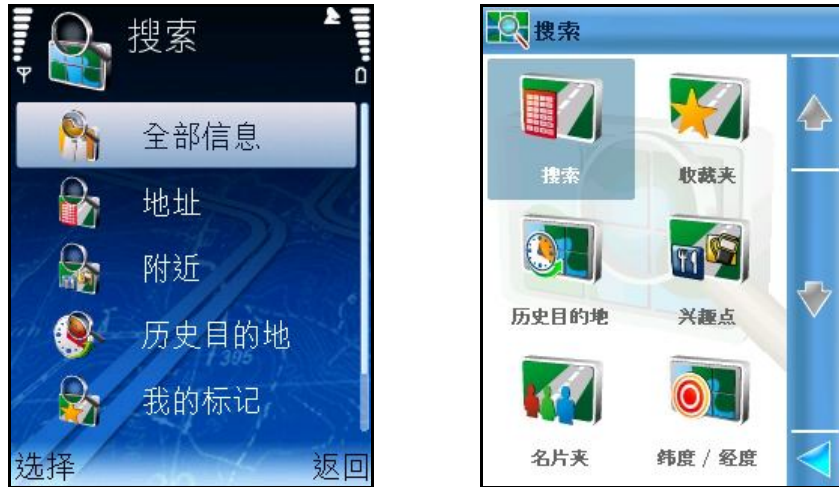 搜索
全部信息
地址
附近
历史目的地
我的标记
选择 返回
搜索
搜索 收藏夹
历史目的地 兴趣点
名片夹 纬度 / 经度